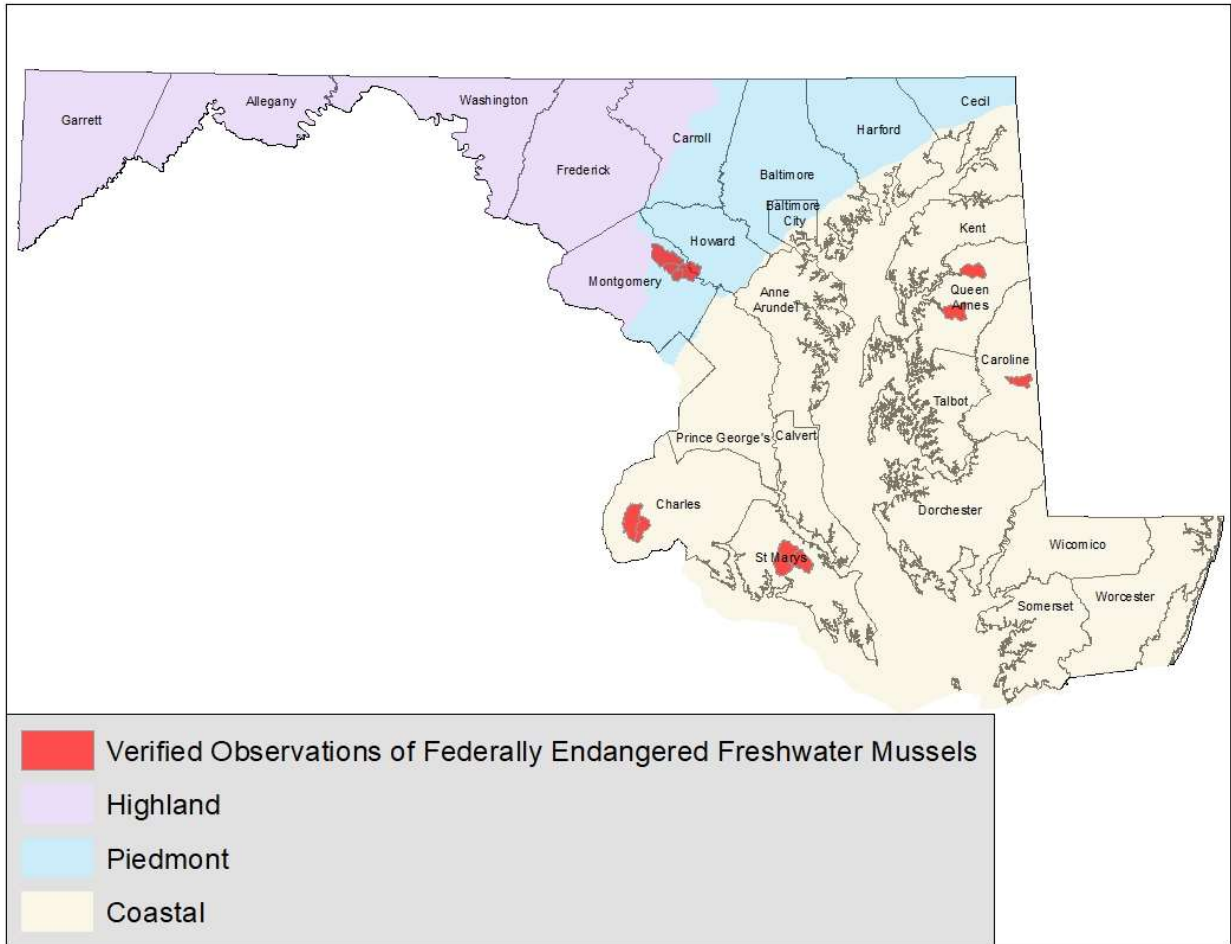 Garrett
Allegany
Washington
Frederick
Carroll
Baltimore
Harford
Cecil
Baltimore
City
Howard
Montgomery
Kent
Queen
Annes
Anne
Arundel
Caroline
Talbot
Prince George's
Calvert
Charles
St Marys
Dorchester
Wicomico
Somerset
Worcester
Verified Observations of Federally Endangered Freshwater Mussels
Highland
Piedmont
Coastal